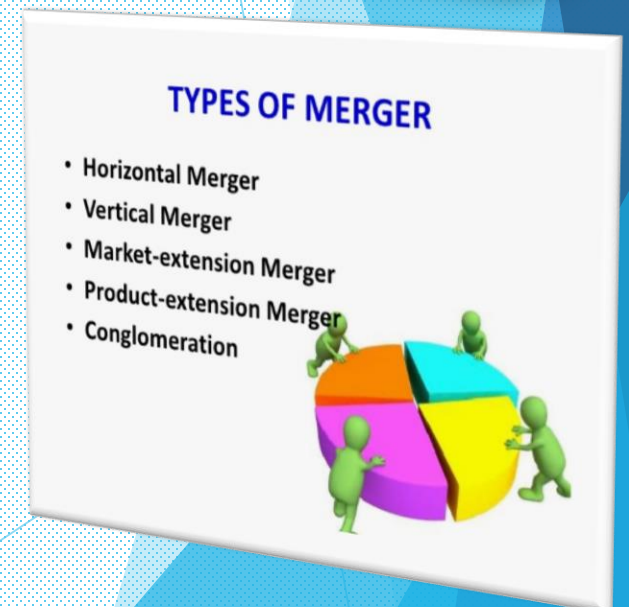 TYPES OF MERGER
• Horizontal Merger
• Vertical Merger
• Market-extension Merger
• Product-extension Merger
• Conglomeration